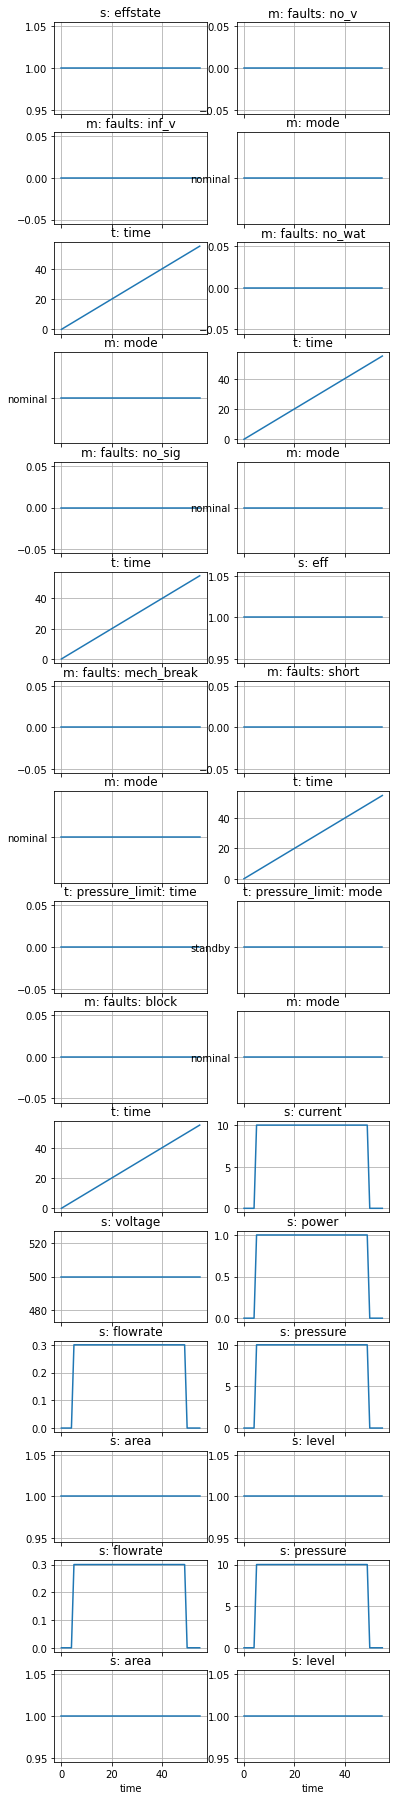 s: effstate
m: faults: no_v
1.05
1.00
0.95
0.05
0.00
−0.05
m: faults: inf_v
m: mode
0.05
0.00
−0.05
nominal
t: time
m: faults: no_wat
40
20
0
0.05
0.00
−0.05
m: mode
t: time
nominal
40
20
0
m: faults: no_sig
m: mode
0.05
0.00
−0.05
nominal
t: time
s: eff
40
20
0
1.05
1.00
0.95
m: faults: mech_break
m: faults: short
0.05
0.00
−0.05
0.05
0.00
−0.05
m: mode
t: time
nominal
40
20
0
t: pressure_limit: time
t: pressure_limit: mode
0.05
0.00
−0.05
standby
m: faults: block
m: mode
0.05
0.00
−0.05
nominal
t: time
s: current
40
20
0
10
5
0
s: voltage
s: power
520
500
480
1.0
0.5
0.0
s: flowrate
s: pressure
0.3
0.2
0.1
0.0
10
5
0
s: area
s: level
1.05
1.00
0.95
1.05
1.00
0.95
s: flowrate
s: pressure
0.3
0.2
0.1
0.0
10
5
0
s: area
s: level
1.05
1.00
0.95
1.05
1.00
0.95
0 20 40
0 20 40
time
time